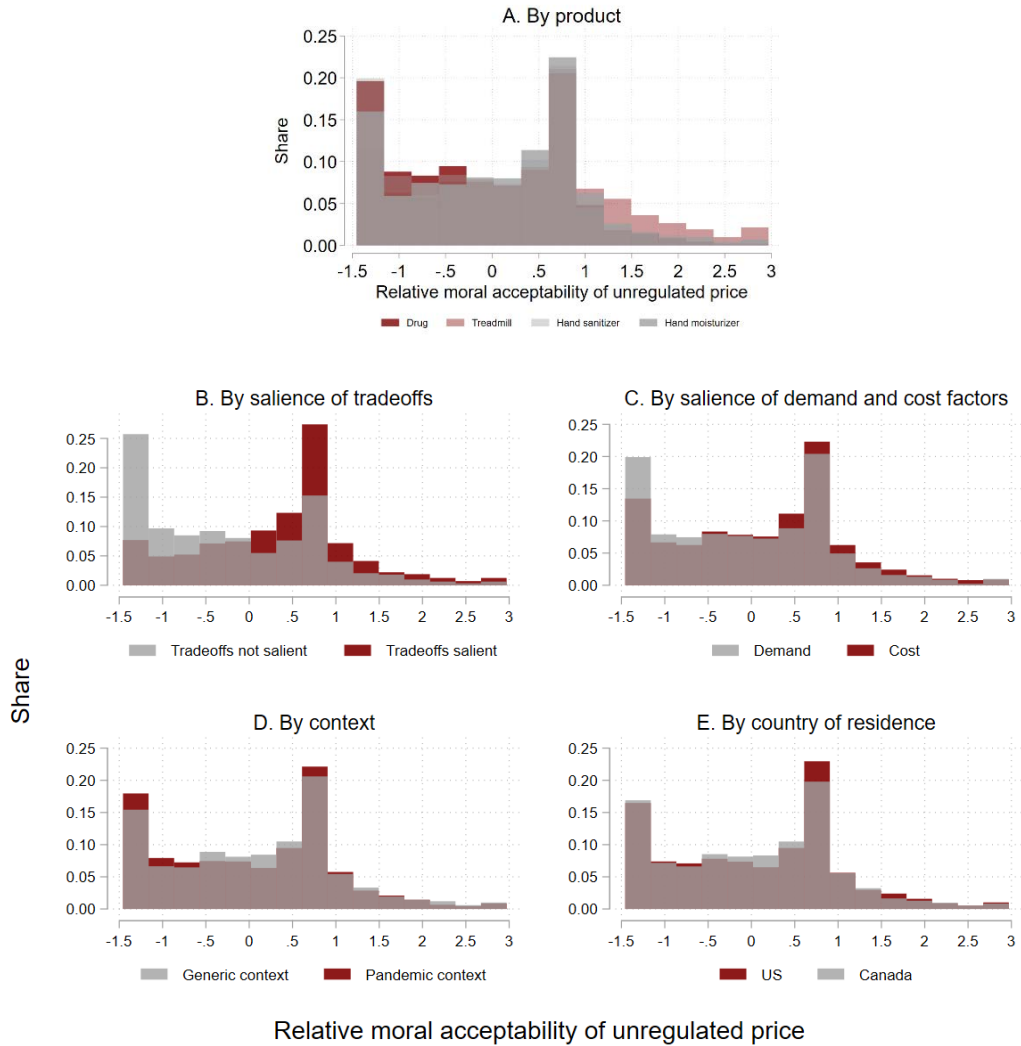 A. By product
0.25
0.20
0.15
0.10
0.05
0.00
Share
-1.5 -1 -.5 0 .5 1 1.5 2 2.5 3
Relative moral acceptability of unregulated price
Drug Treadmill Hand sanitizer Hand moisturizer
B. By salience of tradeoffs
0.25
0.20
0.15
0.10
0.05
0.00
-1.5 -1 -.5 0 .5 1 1.5 2 2.5 3
Tradeoffs not salient Tradeoffs salient
C. By salience of demand and cost factors
0.25
0.20
0.15
0.10
0.05
0.00
-1.5 -1 -.5 0 .5 1 1.5 2 2.5 3
Demand Cost
Share
D. By context
0.25
0.20
0.15
0.10
0.05
0.00
-1.5 -1 -.5 0 .5 1 1.5 2 2.5 3
Generic context Pandemic context
E. By country of residence
0.25
0.20
0.15
0.10
0.05
0.00
-1.5 -1 -.5 0 .5 1 1.5 2 2.5 3
US Canada
Relative moral acceptability of unregulated price